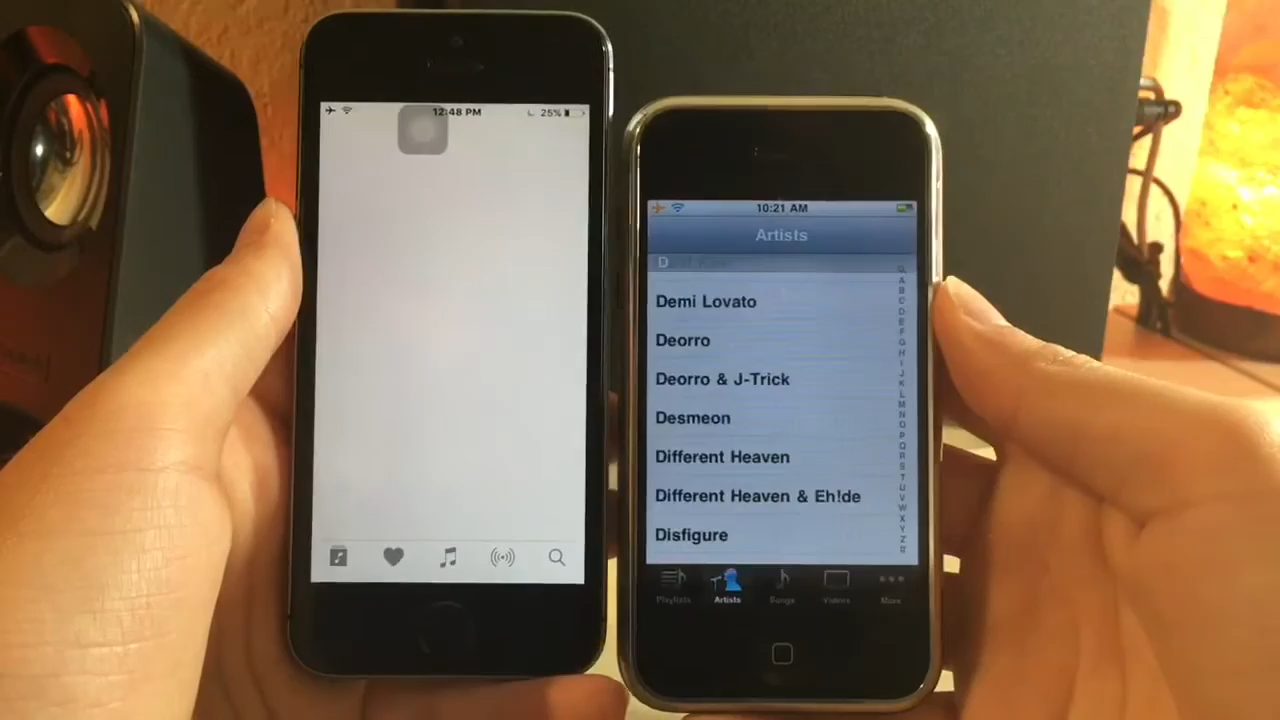 12:48 PM
25%
10:21 AM
Artists
D
Demi Lovato
Deorro
Deorro & J-Trick
Desmeon
Different Heaven
Different Heaven & Eh!de
Disfigure
A
B
C
D
E
F
G
H
I
J
K
L
M
N
O
P
Q
R
S
T
U
V
W
X
Y
Z
#
Playlists
Artists
Songs
Videos
More